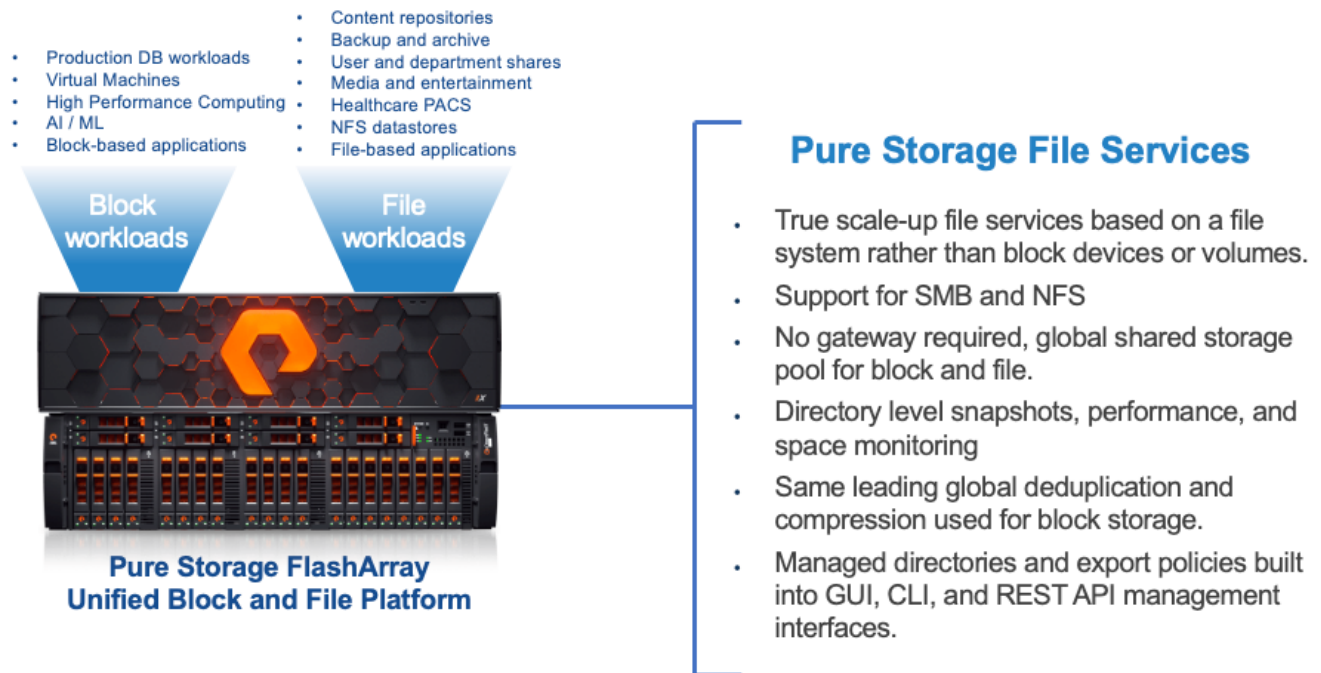 • Production DB workloads
• Virtual Machines
• High Performance Computing
• AI / ML
• Block-based applications
• Content repositories
• Backup and archive
• User and department shares
• Media and entertainment
• Healthcare PACS
• NFS datastores
• File-based applications
Block
workloads
File
workloads
Pure Storage FlashArray
Unified Block and File Platform
Pure Storage File Services
• True scale-up file services based on a file
system rather than block devices or volumes.
• Support for SMB and NFS
• No gateway required, global shared storage
pool for block and file.
• Directory level snapshots, performance, and
space monitoring
• Same leading global deduplication and
compression used for block storage.
• Managed directories and export policies built
into GUI, CLI, and REST API management
interfaces.